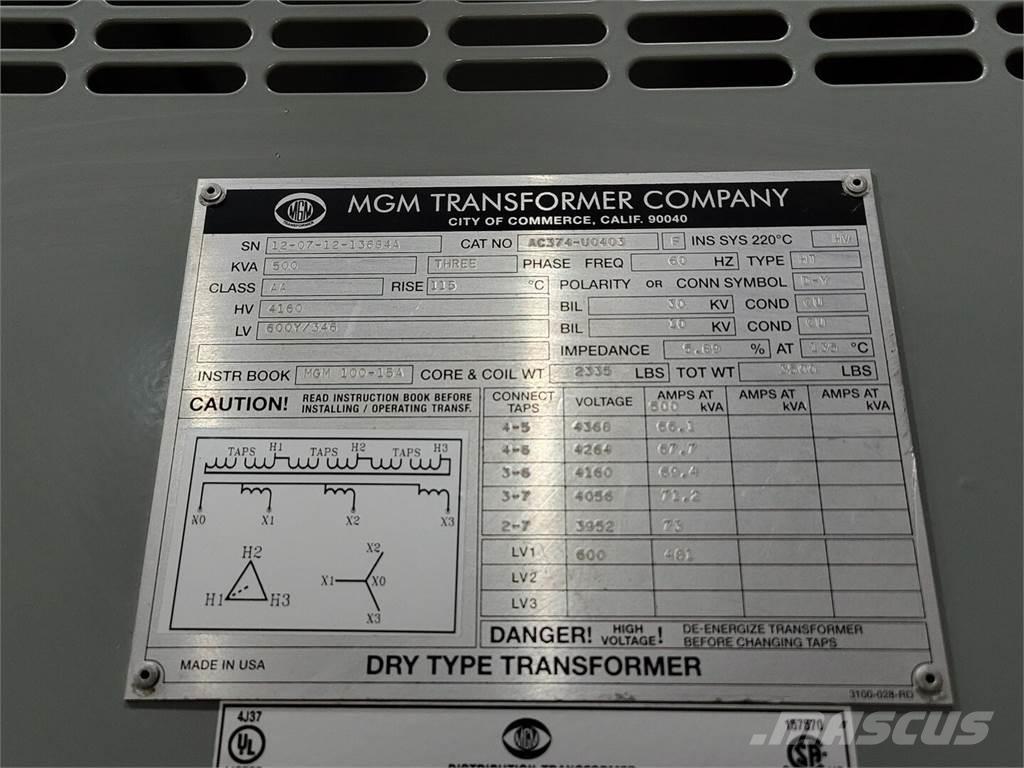 MGM TRANSFORMER COMPANY
CITY OF COMMERCE, CALIF. 90040
MGM
TRANSFORMER
SN 12-07-12-13684A CAT NO AC374-U0403 F INS SYS 220°C HV
KVA 500 THREE PHASE FREQ 60 HZ TYPE HT
CLASS AA RISE 115 °C POLARITY OR CONN SYMBOL D-Y
HV 4160 BIL 30 KV COND CU
LV 600Y/346 BIL 10 KV COND CU
IMPEDANCE % AT °C
INSTR BOOK MGM 100-15A CORE & COIL WT 2335 LBS TOT WT LBS
CAUTION! READ INSTRUCTION BOOK BEFORE
INSTALLING / OPERATING TRANSF.
TAPS H1 TAPS H2 TAPS H3
X0 X1 X2 X3
H2
H1 H3
X2
X1 X0
X3
CONNECT TAPS VOLTAGE AMPS AT 500 kVA AMPS AT kVA AMPS AT kVA
4-5 4368 66.1
4-6 4264 67.7
3-6 4160 69.4
3-7 4056 71.2
2-7 3952 73
LV1 600 481
LV2
LV3
DANGER! HIGH VOLTAGE! DE-ENERGIZE TRANSFORMER
BEFORE CHANGING TAPS
MADE IN USA DRY TYPE TRANSFORMER
3100-028-RD
4J37
UL
MGM
SA
MASCUS